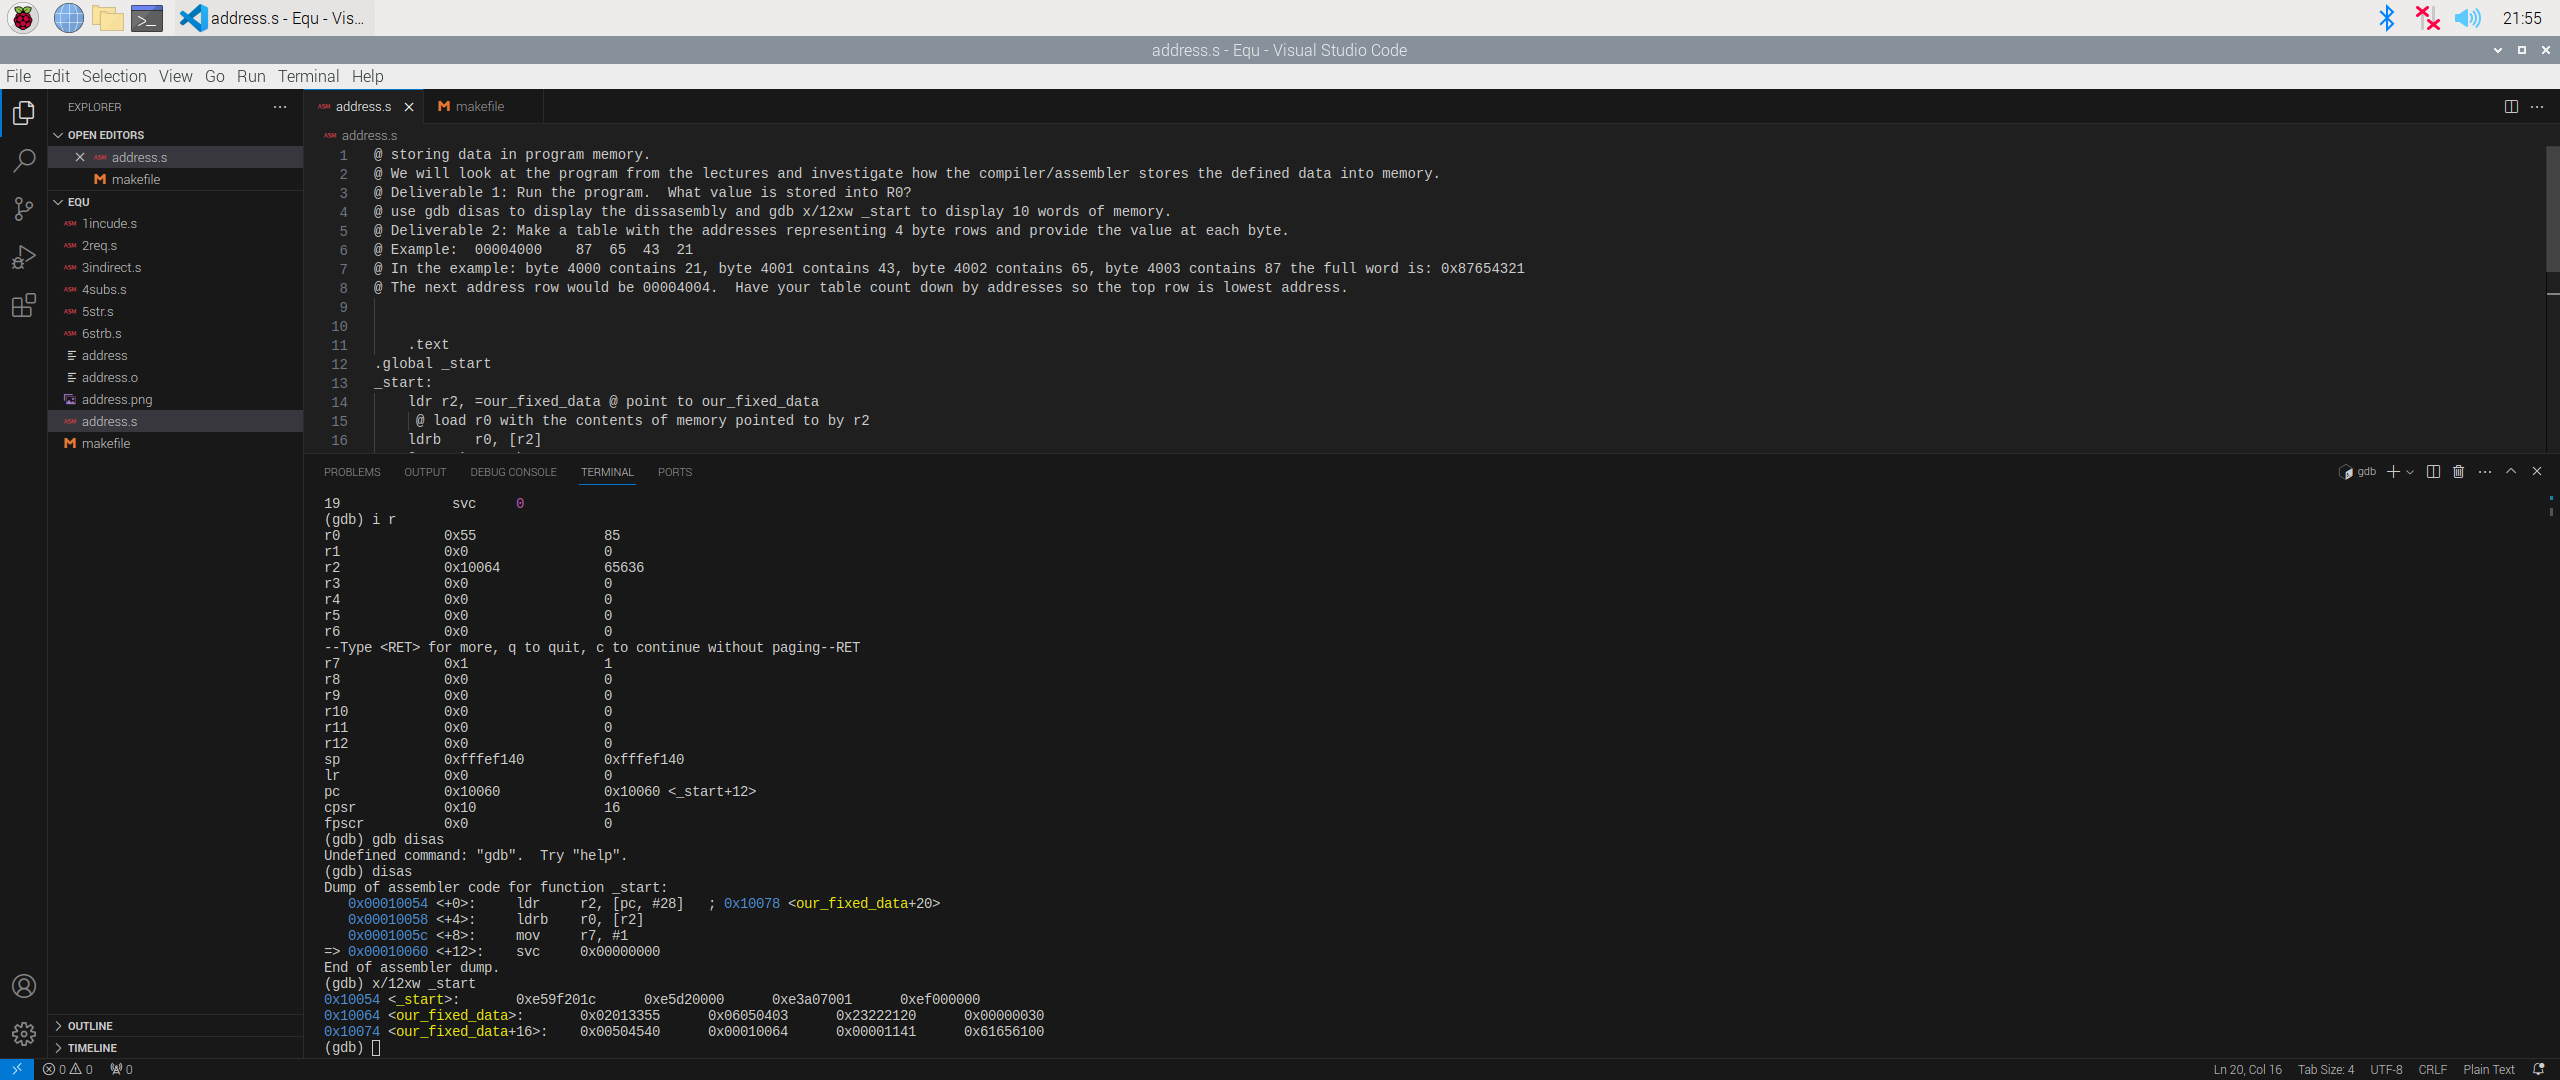 address.s - Equ - Vis...
21:55
address.s - Equ - Visual Studio Code
File Edit Selection View Go Run Terminal Help
EXPLORER
OPEN EDITORS
address.s
makefile
EQU
1incude.s
2req.s
3indirect.s
4subs.s
5str.s
6strb.s
address
address.o
address.png
address.s
makefile
OUTLINE
TIMELINE
address.s
makefile
address.s
1 @ storing data in program memory.
2 @ We will look at the program from the lectures and investigate how the compiler/assembler stores the defined data into memory.
3 @ Deliverable 1: Run the program.  What value is stored into R0?
4 @ use gdb disas to display the dissasembly and gdb x/12xw _start to display 10 words of memory.
5 @ Deliverable 2: Make a table with the addresses representing 4 byte rows and provide the value at each byte.
6 @ Example:  00004000    87  65  43  21
7 @ In the example: byte 4000 contains 21, byte 4001 contains 43, byte 4002 contains 65, byte 4003 contains 87 the full word is: 0x87654321
8 @ The next address row would be 00004004.  Have your table count down by addresses so the top row is lowest address.
9
10
11     .text
12 .global _start
13 _start:
14     ldr r2, =our_fixed_data @ point to our_fixed_data
15      @ load r0 with the contents of memory pointed to by r2
16     ldrb    r0, [r2]
PROBLEMS OUTPUT DEBUG CONSOLE TERMINAL PORTS
gdb
19              svc     0
(gdb) i r
r0             0x55                85
r1             0x0                 0
r2             0x10064             65636
r3             0x0                 0
r4             0x0                 0
r5             0x0                 0
r6             0x0                 0
--Type <RET> for more, q to quit, c to continue without paging--RET
r7             0x1                 1
r8             0x0                 0
r9             0x0                 0
r10            0x0                 0
r11            0x0                 0
r12            0x0                 0
sp             0xfffef140          0xfffef140
lr             0x0                 0
pc             0x10060             0x10060 <_start+12>
cpsr           0x10                16
fpscr          0x0                 0
(gdb) gdb disas
Undefined command: "gdb".  Try "help".
(gdb) disas
Dump of assembler code for function _start:
   0x00010054 <+0>:     ldr     r2, [pc, #28]   ; 0x10078 <our_fixed_data+20>
   0x00010058 <+4>:     ldrb    r0, [r2]
   0x0001005c <+8>:     mov     r7, #1
=> 0x00010060 <+12>:    svc     0x00000000
End of assembler dump.
(gdb) x/12xw _start
0x10054 <_start>:       0xe59f201c      0xe5d20000      0xe3a07001      0xef000000
0x10064 <our_fixed_data>:       0x02013355      0x06050403      0x23222120      0x00000030
0x10074 <our_fixed_data+16>:    0x00504540      0x00010064      0x00001141      0x61656100
(gdb)
0 0 0 Ln 20, Col 16 Tab Size: 4 UTF-8 CRLF Plain Text